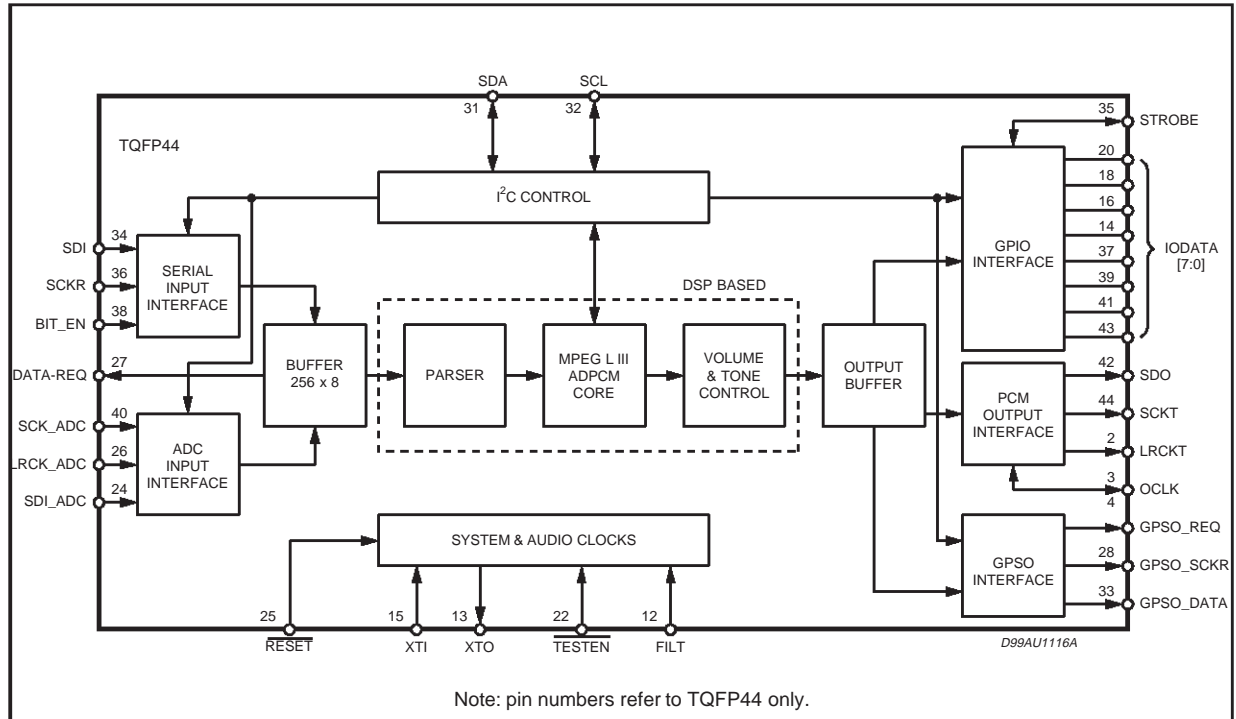 SDA
SCL
31
32
35
STROBE
TQFP44
20
18
16
14
37
39
41
43
IODATA
[7:0]
I²C CONTROL
GPIO
INTERFACE
SDI
34
SCKR
36
BIT_EN
38
SERIAL
INPUT
INTERFACE
DSP BASED
DATA-REQ
27
BUFFER
256 x 8
PARSER
MPEG L III
ADPCM
CORE
VOLUME
& TONE
CONTROL
OUTPUT
BUFFER
SCK_ADC
40
LRCK_ADC
26
SDI_ADC
24
ADC
INPUT
INTERFACE
PCM
OUTPUT
INTERFACE
42
SDO
44
SCKT
2
LRCKT
3
OCLK
4
GPSO_REQ
28
GPSO_SCKR
33
GPSO_DATA
SYSTEM & AUDIO CLOCKS
GPSO
INTERFACE
25
15
13
22
12
RESET
XTI
XTO
TESTEN
FILT
D99AU1116A
Note: pin numbers refer to TQFP44 only.